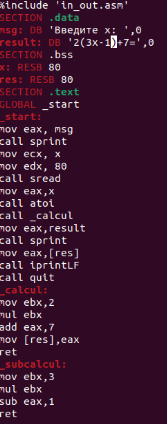 %include 'in_out.asm'
SECTION .data
msg: DB 'Введите x: ',0
result: DB '2(3x-1)+7=',0
SECTION .bss
x: RESB 80
res: RESB 80
SECTION .text
GLOBAL _start
_start:
mov eax, msg
call sprint
mov ecx, x
mov edx, 80
call sread
mov eax,x
call atoi
call _calcul
mov eax,result
call sprint
mov eax,[res]
call iprintLF
call quit
_calcul:
mov ebx,2
mul ebx
add eax,7
mov [res],eax
ret
_subcalcul:
mov ebx,3
mul ebx
sub eax,1
ret